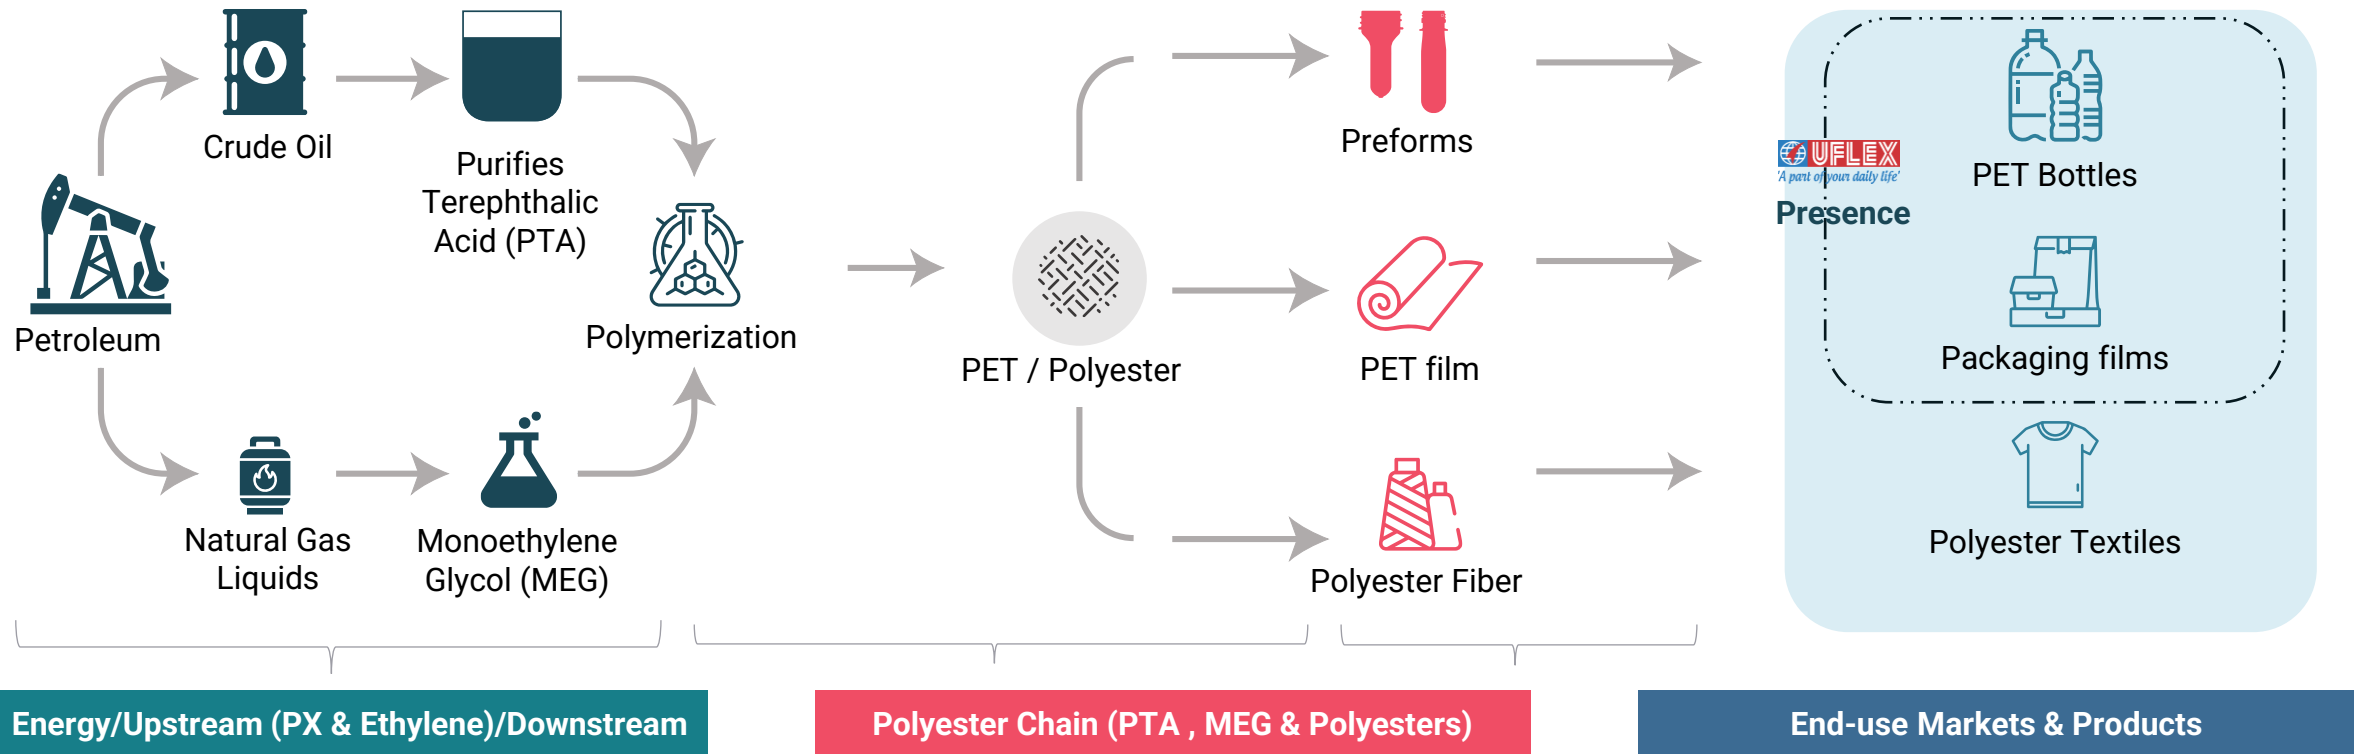 Crude Oil
Purifies
Terephthalic
Acid (PTA)
Petroleum
Polymerization
Natural Gas
Liquids
Monoethylene
Glycol (MEG)
PET / Polyester
Preforms
PET film
Polyester Fiber
UFLEX
'A part of your daily life'
Presence
PET Bottles
Packaging films
Polyester Textiles
Energy/Upstream (PX & Ethylene)/Downstream
Polyester Chain (PTA , MEG & Polyesters)
End-use Markets & Products